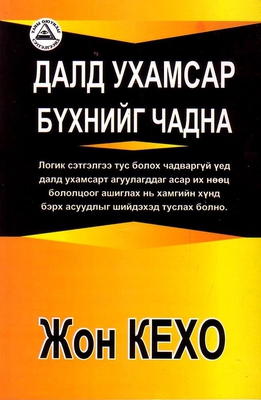 ДАЛД УХАМСАР
БҮХНИЙГ ЧАДНА
Логик сэтгэлгээ тус болох чадваргүй үед
далд ухамсарт агуулагддаг асар их нөөц
бололцоог ашиглах нь хамгийн хүнд
бэрх асуудлыг шийдэхэд туслах болно.
Жон КЕХО